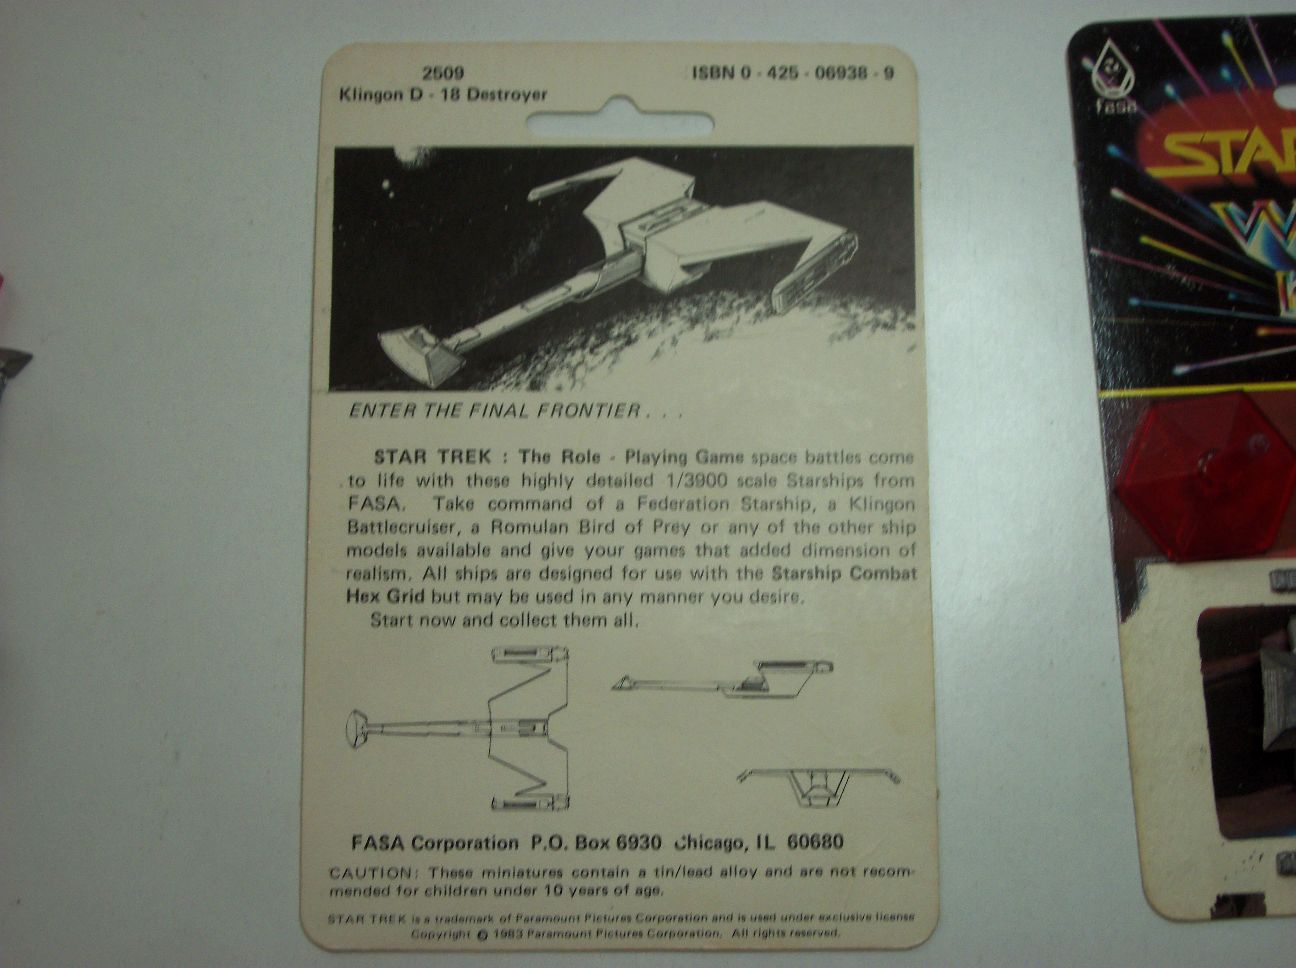 2509
ISBN 0 - 425 - 06938 - 9
Klingon D - 18 Destroyer
ENTER THE FINAL FRONTIER . . .
STAR TREK : The Role - Playing Game space battles come
to life with these highly detailed 1/3900 scale Starships from
FASA. Take command of a Federation Starship, a Klingon
Battlecruiser, a Romulan Bird of Prey or any of the other ship
models available and give your games that added dimension of
realism. All ships are designed for use with the Starship Combat
Hex Grid but may be used in any manner you desire.
Start now and collect them all.
FASA Corporation P.O. Box 6930 Chicago, IL 60680
CAUTION: These miniatures contain a tin/lead alloy and are not recom-
mended for children under 10 years of age.
STAR TREK is a trademark of Paramount Pictures Corporation and is used under exclusive license
Copyright © 1983 Paramount Pictures Corporation. All rights reserved.
fasa
STAR